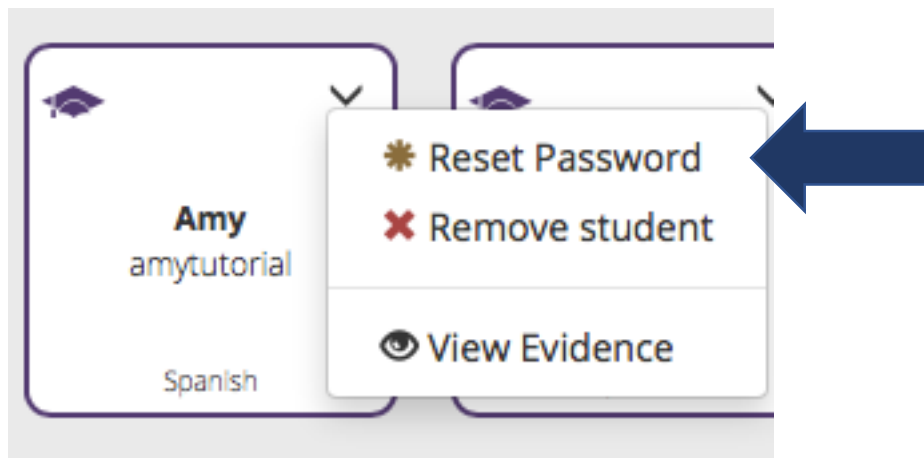 Amy
amytutorial
Spanish
Reset Password
Remove student
View Evidence